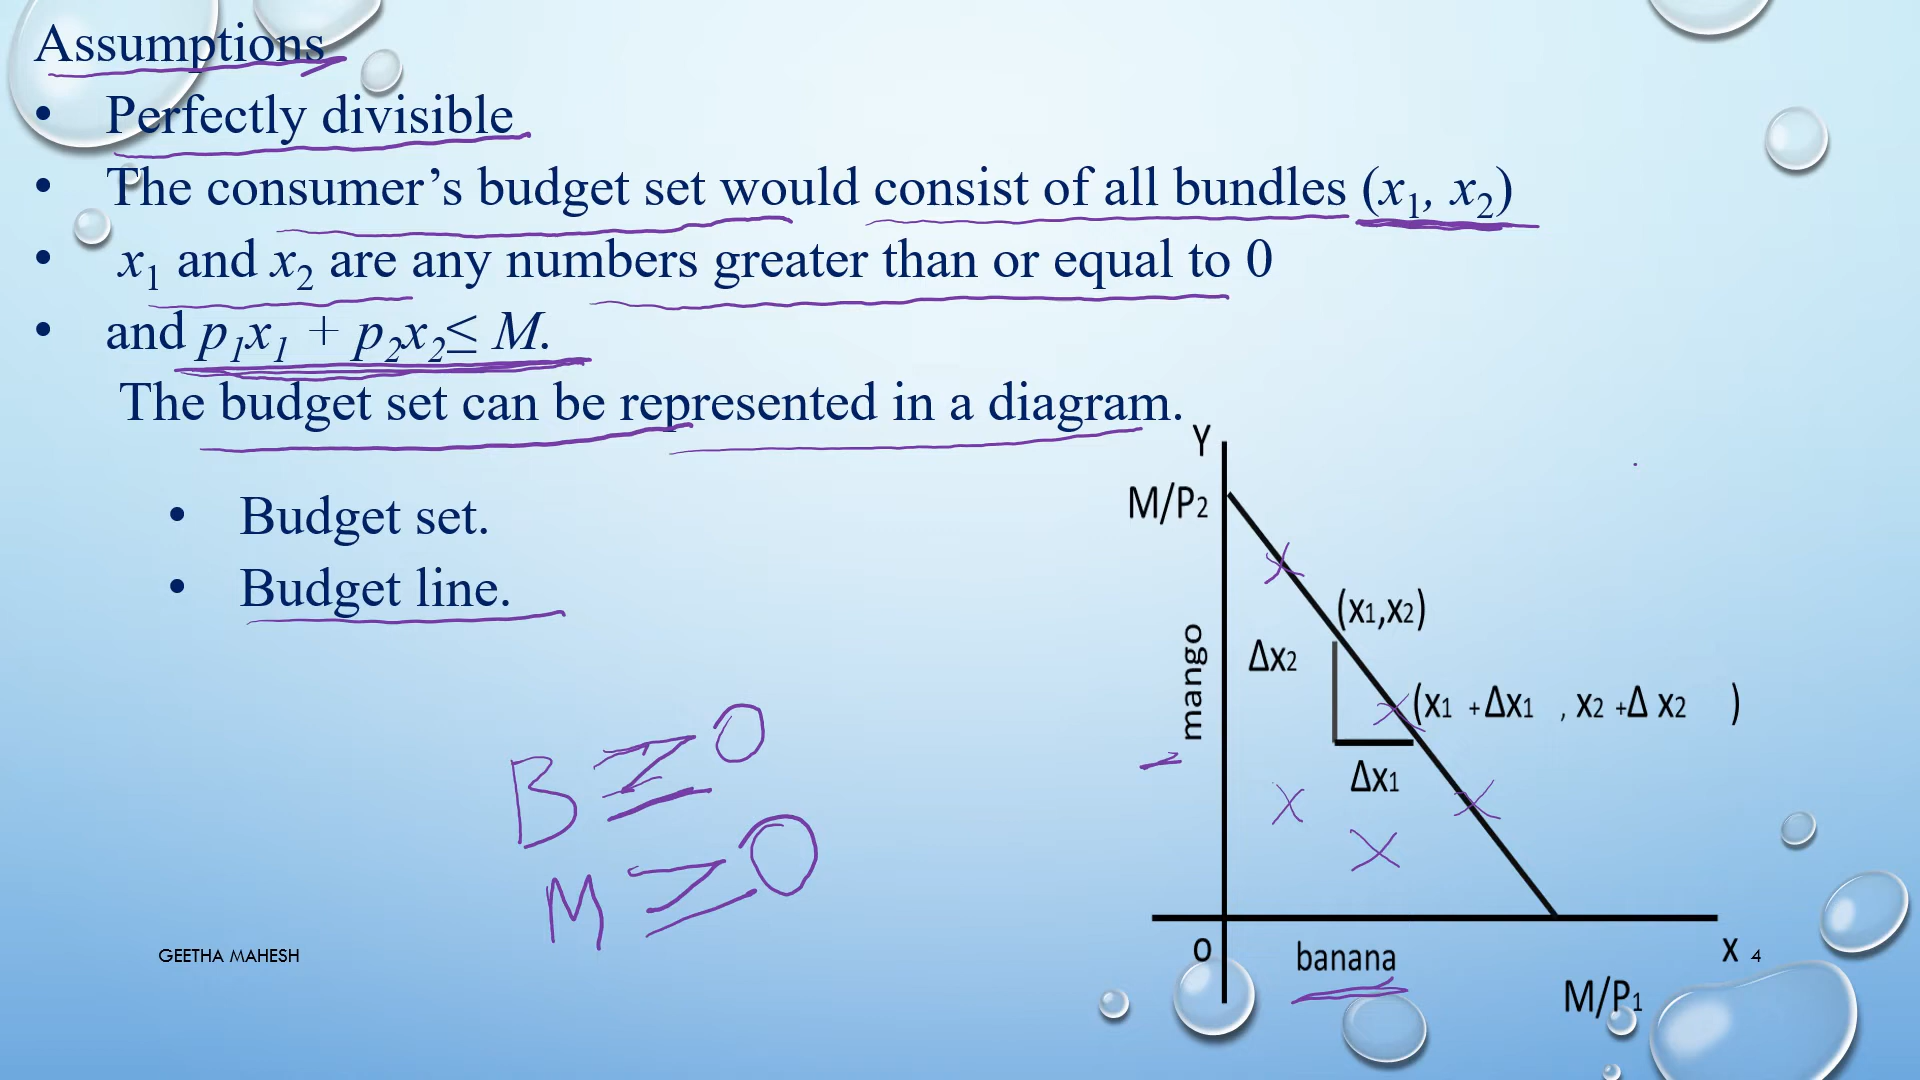 Assumptions
• Perfectly divisible
• The consumer’s budget set would consist of all bundles (x₁, x₂)
• x₁ and x₂ are any numbers greater than or equal to 0
• and p₁x₁ + p₂x₂≤ M.
The budget set can be represented in a diagram.
• Budget set.
• Budget line.
B ≥ 0
M ≥ 0
Y
M/P₂
mango
(x₁,x₂)
Δx₂
(x₁ +Δx₁ , x₂ +Δ x₂ )
Δx₁
O
banana
X
M/P₁
GEETHA MAHESH
4